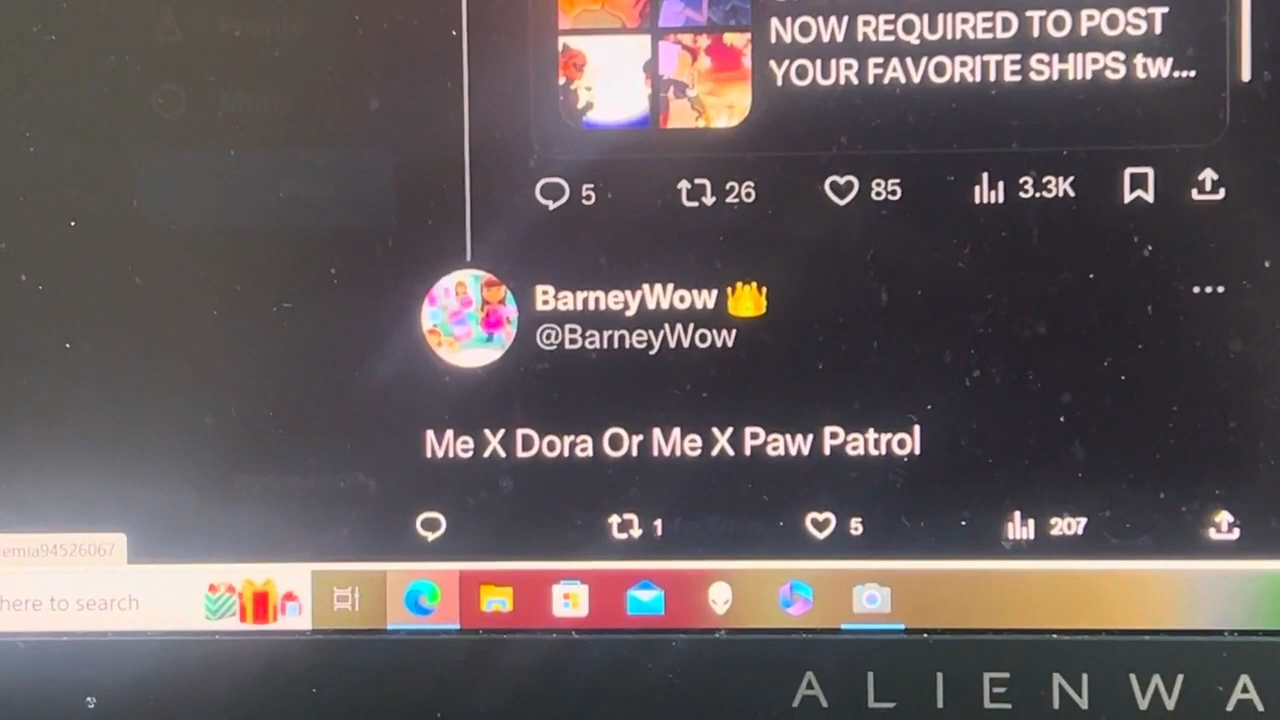 NOW REQUIRED TO POST
YOUR FAVORITE SHIPS tw...
5 26 85 3.3K
BarneyWow
@BarneyWow
Me X Dora Or Me X Paw Patrol
1 5 207
emia94526067
here to search
ALIENWA